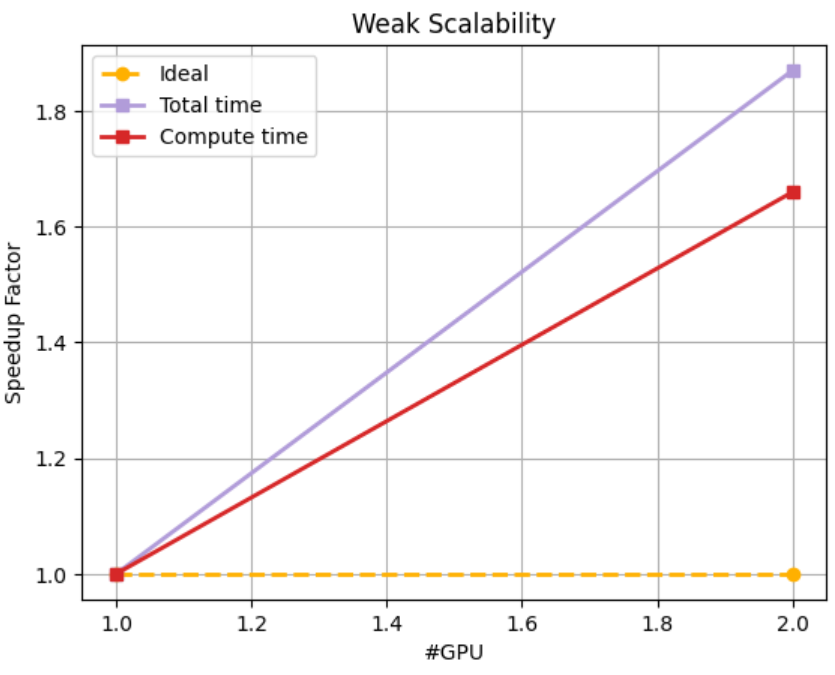 Weak Scalability
Ideal
Total time
Compute time
Speedup Factor
1.8
1.6
1.4
1.2
1.0
1.0 1.2 1.4 1.6 1.8 2.0
#GPU